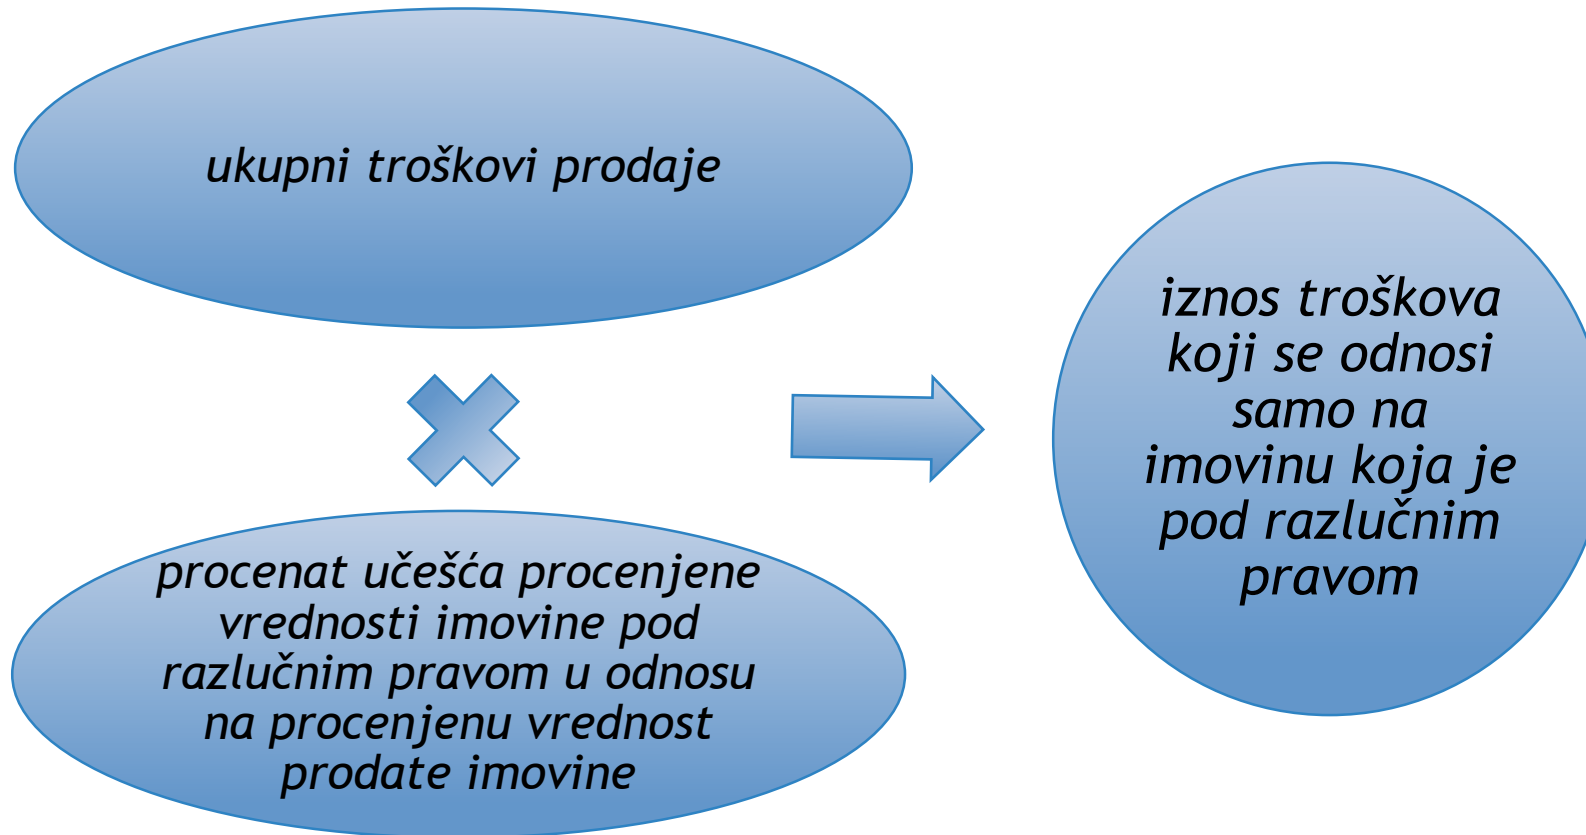 ukupni troškovi prodaje
procenat učešća procenjene
vrednosti imovine pod
razlučnim pravom u odnosu
na procenjenu vrednost
prodate imovine
iznos troškova
koji se odnosi
samo na
imovinu koja je
pod razlučnim
pravom